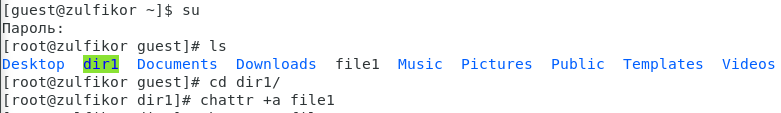 [guest@zulfikor ~]$ su
Пароль:
[root@zulfikor guest]# ls
Desktop  dir1  Documents  Downloads  file1  Music  Pictures  Public  Templates  Videos
[root@zulfikor guest]# cd dir1/
[root@zulfikor dir1]# chattr +a file1